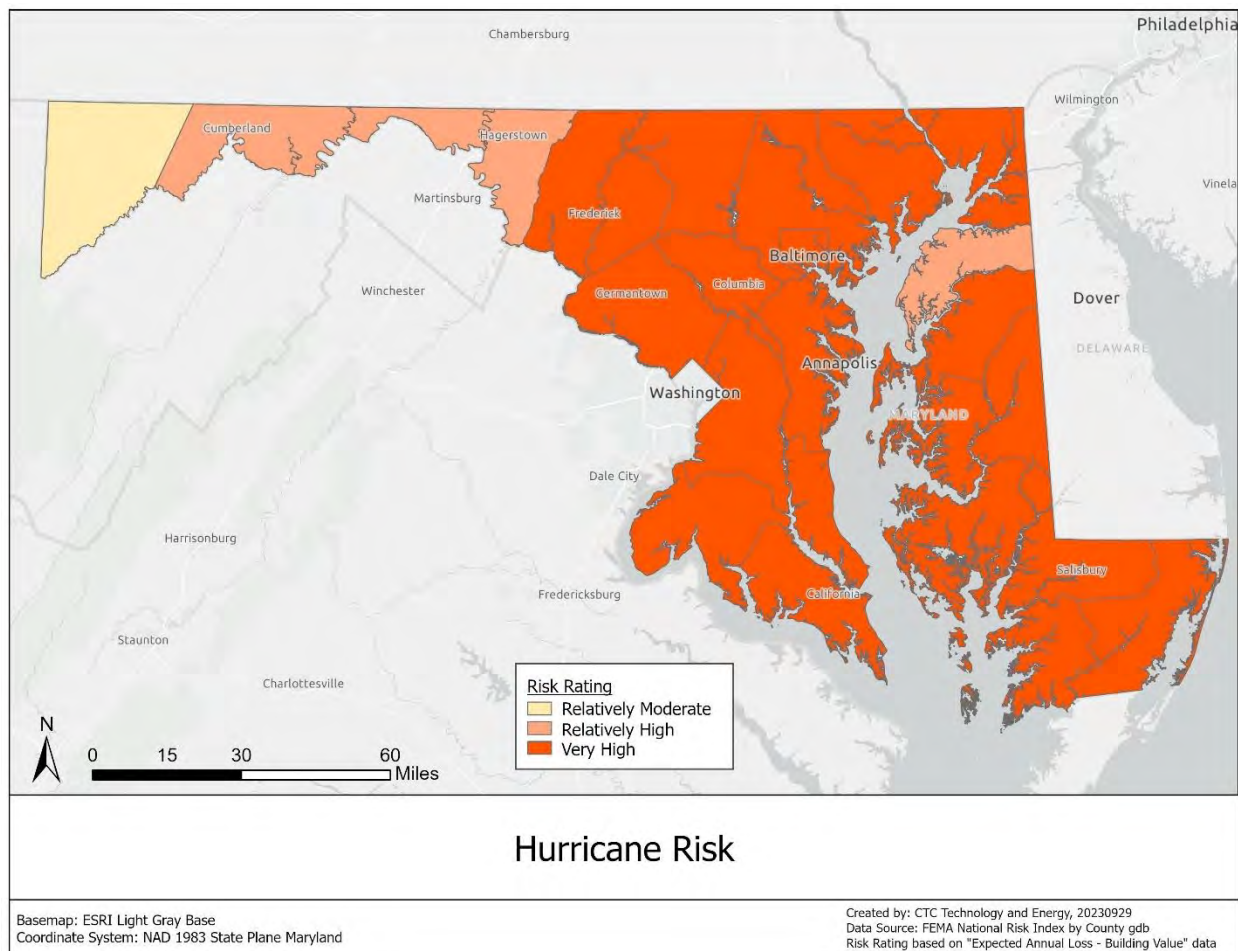 Philadelphia
Chambersburg
Wilmington
Cumberland
Hagerstown
Martinsburg
Vinela
Frederick
Baltimore
Winchester
Germantown
Columbia
Dover
DELAWARE
Annapolis
Washington
MARYLAND
Dale City
Harrisonburg
Salisbury
Fredericksburg
California
Staunton
Charlottesville
Risk Rating
Relatively Moderate
Relatively High
Very High
N
0 15 30 60
Miles
Hurricane Risk
Basemap: ESRI Light Gray Base
Coordinate System: NAD 1983 State Plane Maryland
Created by: CTC Technology and Energy, 20230929
Data Source: FEMA National Risk Index by County gdb
Risk Rating based on "Expected Annual Loss - Building Value" data